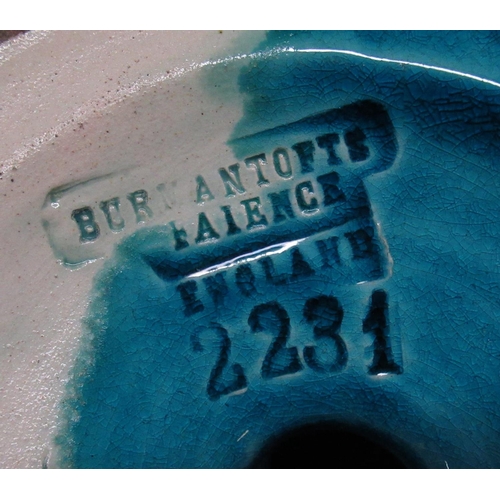 BURMANTOFTS
FAIENCE
ENGLAND
2231